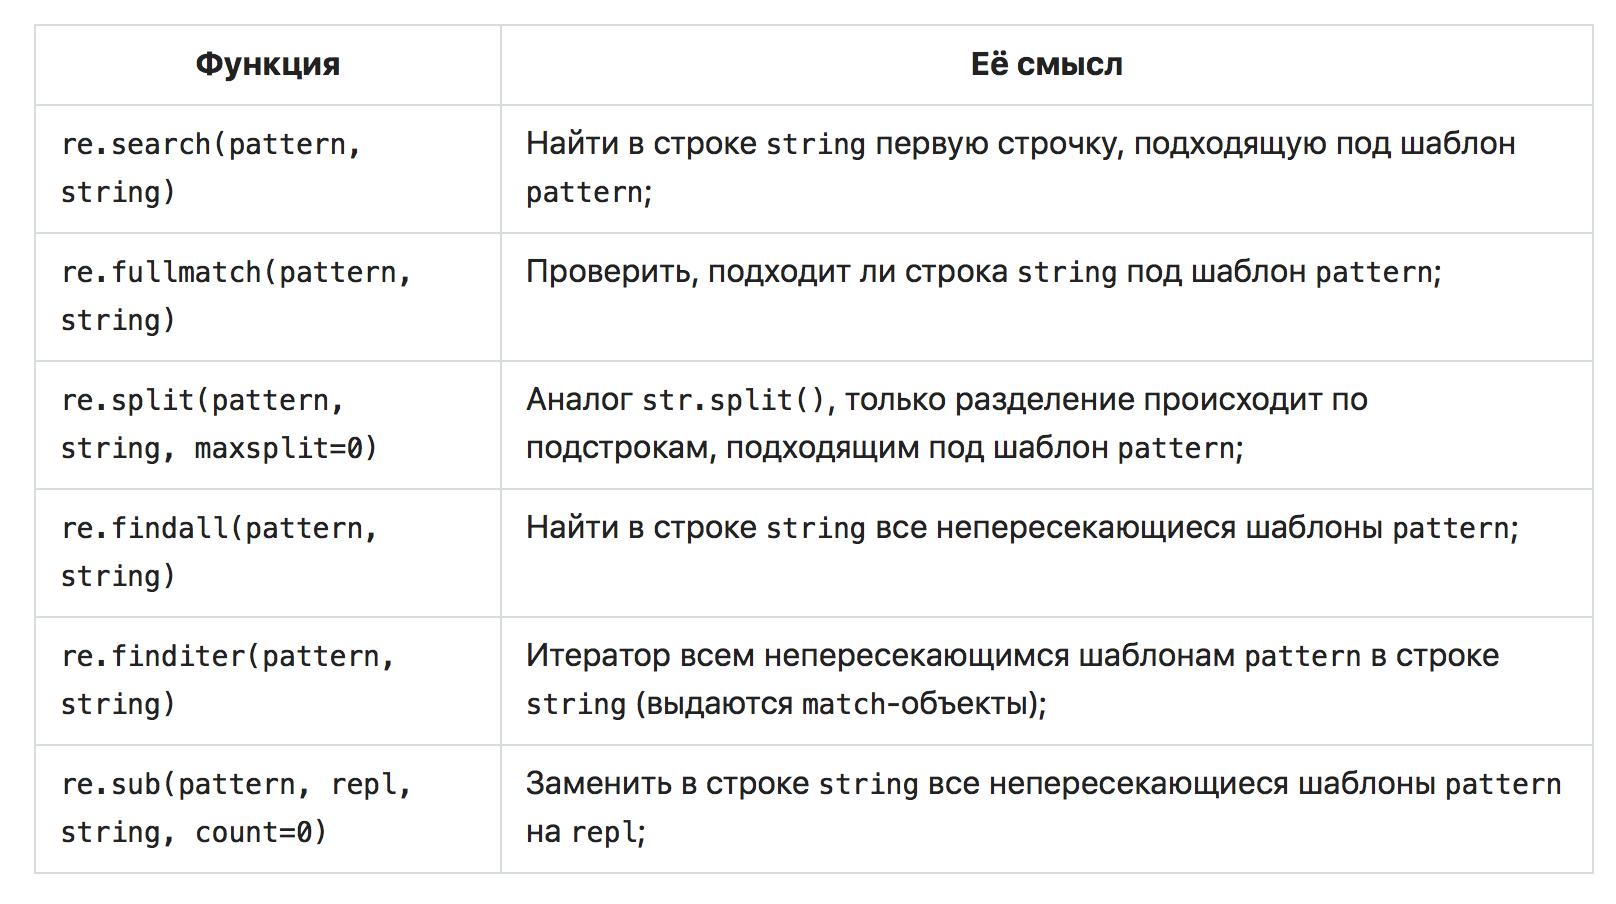 Функция
Её смысл
re.search(pattern,
string)
Найти в строке string первую строчку, подходящую под шаблон
pattern;
re.fullmatch(pattern,
string)
Проверить, подходит ли строка string под шаблон pattern;
re.split(pattern,
string, maxsplit=0)
Аналог str.split(), только разделение происходит по
подстрокам, подходящим под шаблон pattern;
re.findall(pattern,
string)
Найти в строке string все непересекающиеся шаблоны pattern;
re.finditer(pattern,
string)
Итератор всем непересекающимся шаблонам pattern в строке
string (выдаются match-объекты);
re.sub(pattern, repl,
string, count=0)
Заменить в строке string все непересекающиеся шаблоны pattern
на repl;